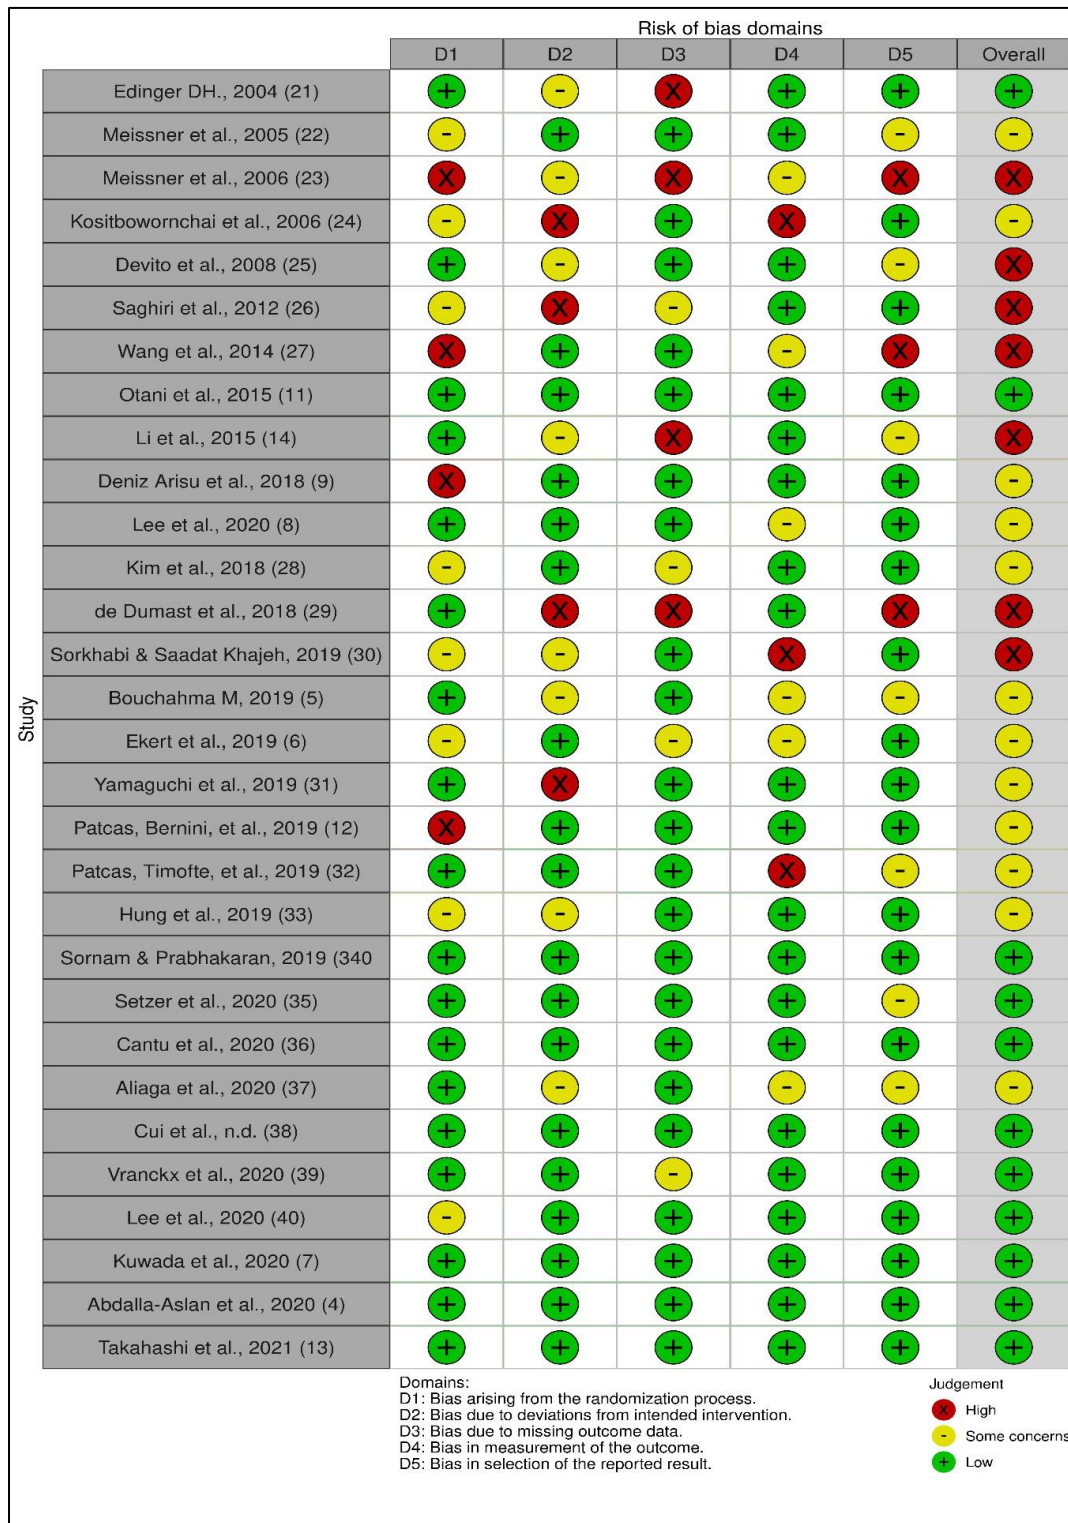 Risk of bias domains
D1 D2 D3 D4 D5 Overall
Study
Edinger DH., 2004 (21) + - X + + +
Meissner et al., 2005 (22) - + + + - -
Meissner et al., 2006 (23) X - X - X X
Kositbowornchai et al., 2006 (24) - X + X + -
Devito et al., 2008 (25) + - + + - X
Saghiri et al., 2012 (26) - X - + + X
Wang et al., 2014 (27) X + + - X X
Otani et al., 2015 (11) + + + + + +
Li et al., 2015 (14) + - X + - X
Deniz Arisu et al., 2018 (9) X + + + + -
Lee et al., 2020 (8) + + + - + -
Kim et al., 2018 (28) - + - + + -
de Dumast et al., 2018 (29) + X X + X X
Sorkhabi & Saadat Khajeh, 2019 (30) - - + X + X
Bouchahma M, 2019 (5) + - + - - -
Ekert et al., 2019 (6) - + - - + -
Yamaguchi et al., 2019 (31) + X + + + -
Patcas, Bernini, et al., 2019 (12) X + + + + -
Patcas, Timofte, et al., 2019 (32) + + + X - -
Hung et al., 2019 (33) - - + + + -
Sornam & Prabhakaran, 2019 (340 + + + + + +
Setzer et al., 2020 (35) + + + + - +
Cantu et al., 2020 (36) + + + + + +
Aliaga et al., 2020 (37) + - + - - -
Cui et al., n.d. (38) + + + + + +
Vranckx et al., 2020 (39) + + - + + +
Lee et al., 2020 (40) - + + + + +
Kuwada et al., 2020 (7) + + + + + +
Abdalla-Aslan et al., 2020 (4) + + + + + +
Takahashi et al., 2021 (13) + + + + + +
Domains:
D1: Bias arising from the randomization process.
D2: Bias due to deviations from intended intervention.
D3: Bias due to missing outcome data.
D4: Bias in measurement of the outcome.
D5: Bias in selection of the reported result.
Judgement
X High
- Some concerns
+ Low